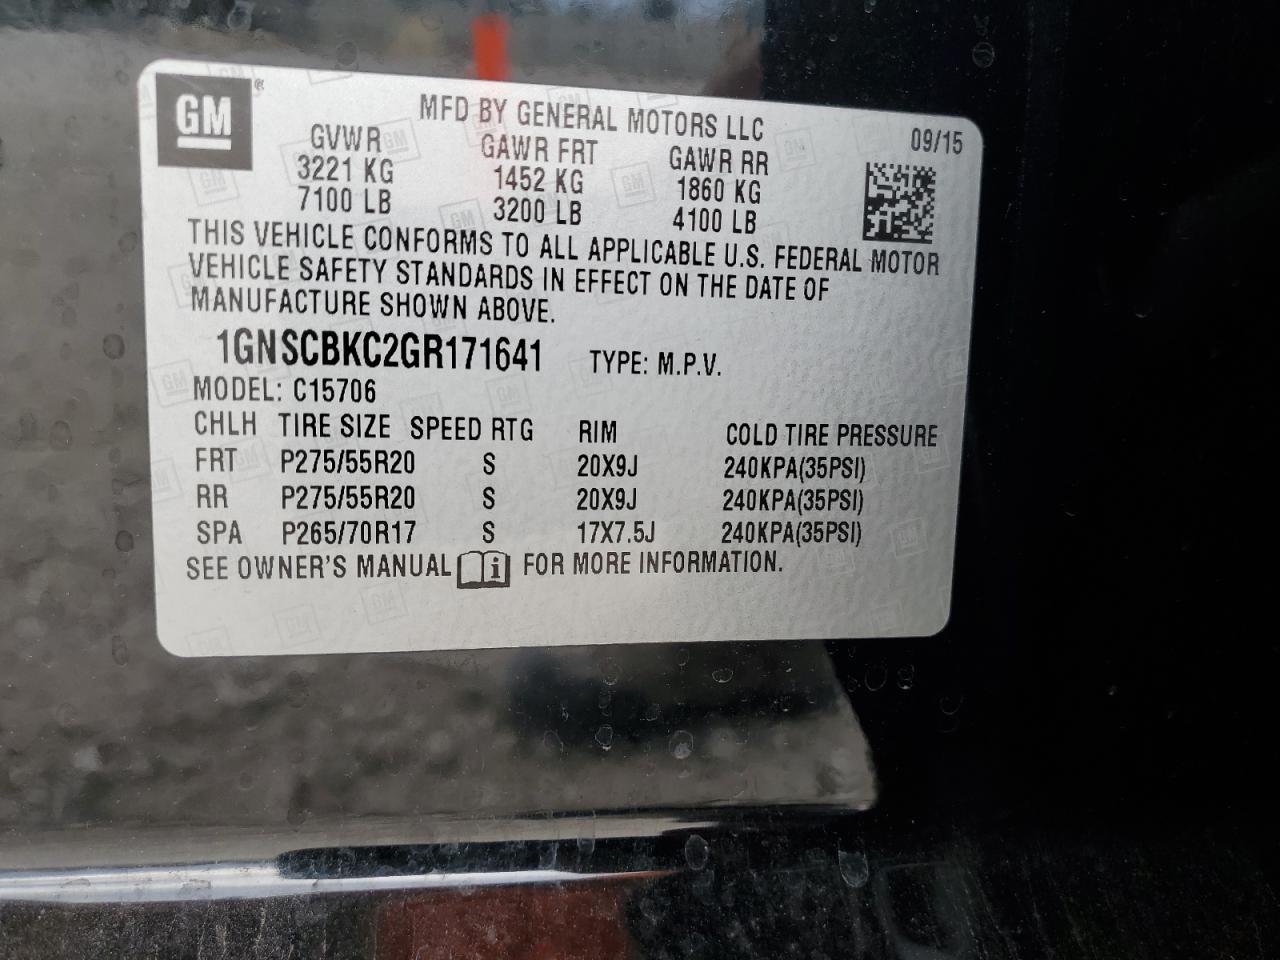 GM ® MFD BY GENERAL MOTORS LLC 09/15
GVWR GAWR FRT GAWR RR
3221 KG 1452 KG 1860 KG
7100 LB 3200 LB 4100 LB
THIS VEHICLE CONFORMS TO ALL APPLICABLE U.S. FEDERAL MOTOR
VEHICLE SAFETY STANDARDS IN EFFECT ON THE DATE OF
MANUFACTURE SHOWN ABOVE.
1GNSCBKC2GR171641 TYPE: M.P.V.
MODEL: C15706
CHLH TIRE SIZE SPEED RTG RIM COLD TIRE PRESSURE
FRT P275/55R20 S 20X9J 240KPA(35PSI)
RR P275/55R20 S 20X9J 240KPA(35PSI)
SPA P265/70R17 S 17X7.5J 240KPA(35PSI)
SEE OWNER'S MANUAL i FOR MORE INFORMATION.